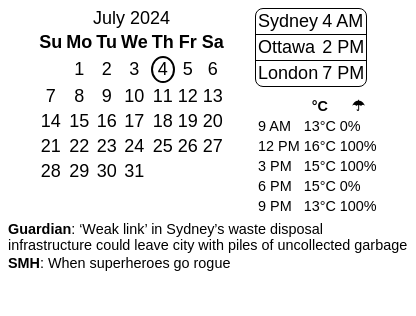 July 2024
Su Mo Tu We Th Fr Sa
1 2 3 4 5 6
7 8 9 10 11 12 13
14 15 16 17 18 19 20
21 22 23 24 25 26 27
28 29 30 31
Sydney 4 AM
Ottawa 2 PM
London 7 PM
°C ☂
9 AM 13°C 0%
12 PM 16°C 100%
3 PM 15°C 100%
6 PM 15°C 0%
9 PM 13°C 100%
Guardian: ‘Weak link’ in Sydney’s waste disposal
infrastructure could leave city with piles of uncollected garbage
SMH: When superheroes go rogue